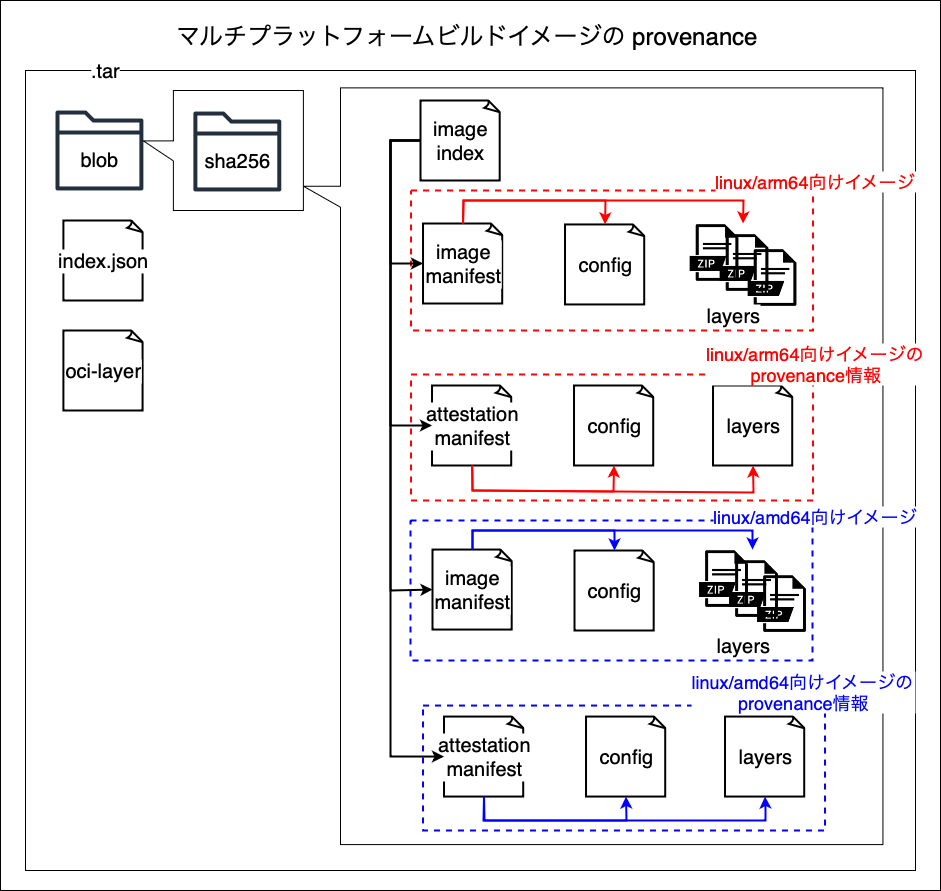 マルチプラットフォームビルドイメージの provenance
.tar
blob
sha256
index.json
oci-layer
image
index
linux/arm64向けイメージ
image
manifest
config
ZIP
ZIP
ZIP
layers
linux/arm64向けイメージの
provenance情報
attestation
manifest
config
layers
linux/amd64向けイメージ
image
manifest
config
ZIP
ZIP
ZIP
layers
linux/amd64向けイメージの
provenance情報
attestation
manifest
config
layers